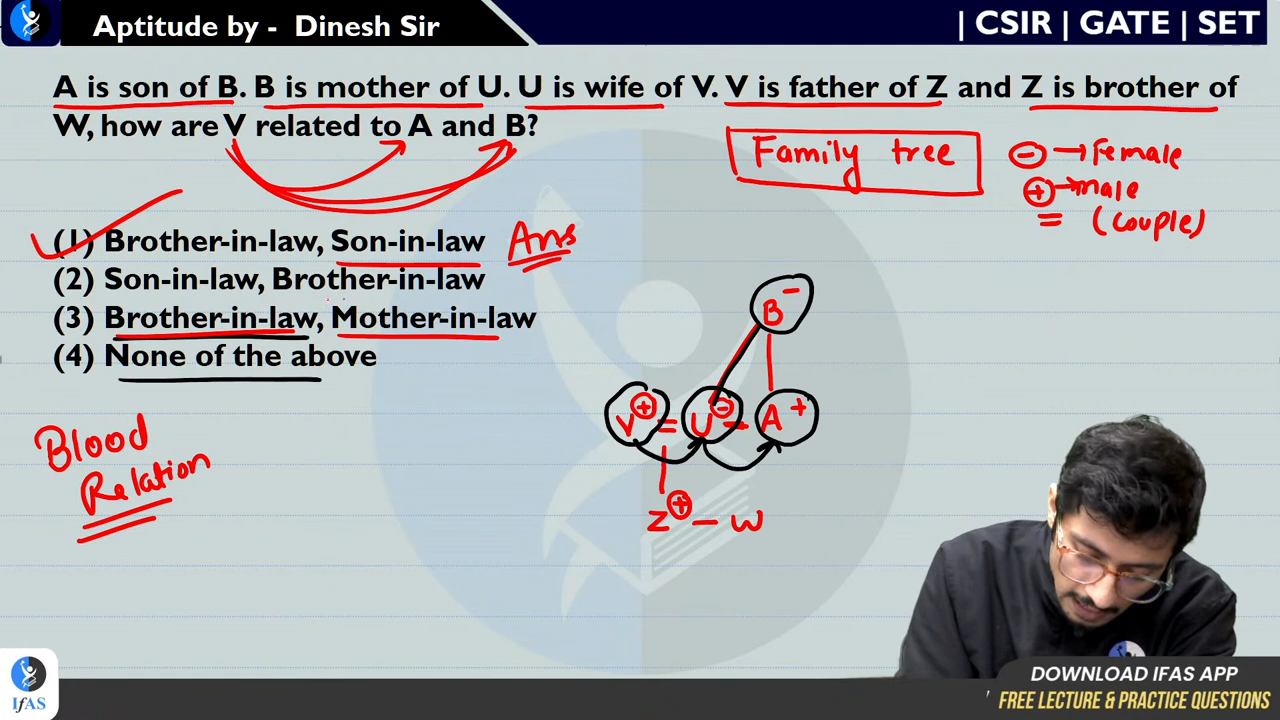 Aptitude by - Dinesh Sir
| CSIR | GATE | SET
A is son of B. B is mother of U. U is wife of V. V is father of Z and Z is brother of
W, how are V related to A and B?
Family tree
⊖ → Female
⊕ → male
= (couple)
(1) Brother-in-law, Son-in-law Ans
(2) Son-in-law, Brother-in-law
(3) Brother-in-law, Mother-in-law
(4) None of the above
B -
V ⊕ = U ⊖ - A +
Z ⊕ - W
Blood
Relation
IfAS
DOWNLOAD IFAS APP
FREE LECTURE & PRACTICE QUESTIONS